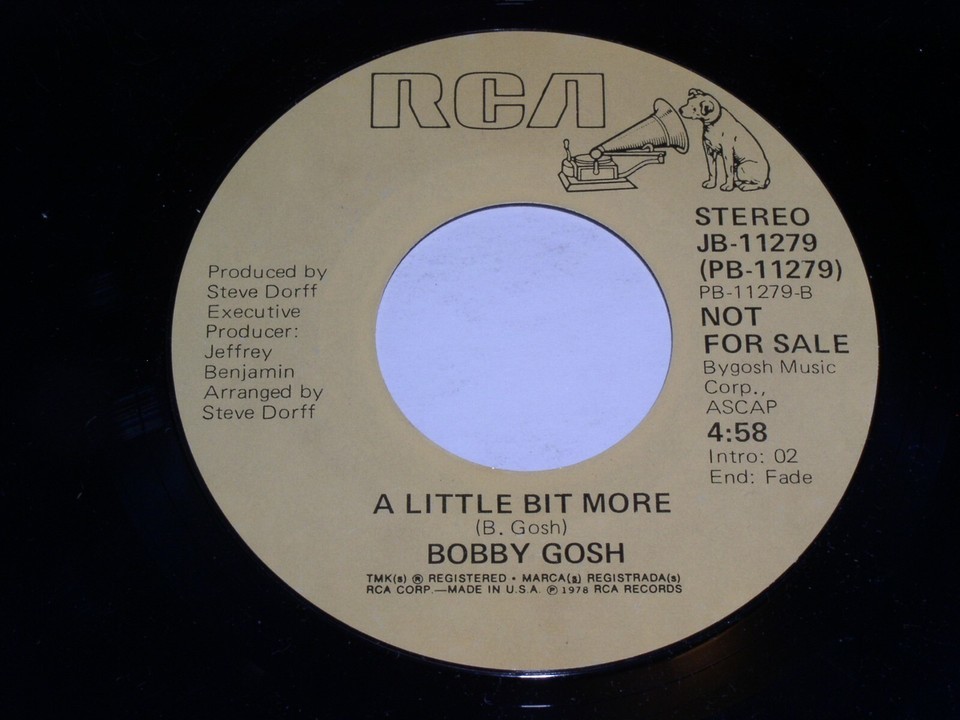 RCA
STEREO
JB-11279
(PB-11279)
PB-11279-B
NOT
FOR SALE
Bygosh Music
Corp.,
ASCAP
4:58
Intro: 02
End: Fade
Produced by
Steve Dorff
Executive
Producer:
Jeffrey
Benjamin
Arranged by
Steve Dorff
A LITTLE BIT MORE
(B. Gosh)
BOBBY GOSH
TMK(s) ® REGISTERED • MARCA(s) REGISTRADA(s)
RCA CORP.—MADE IN U.S.A. ℗ 1978 RCA RECORDS